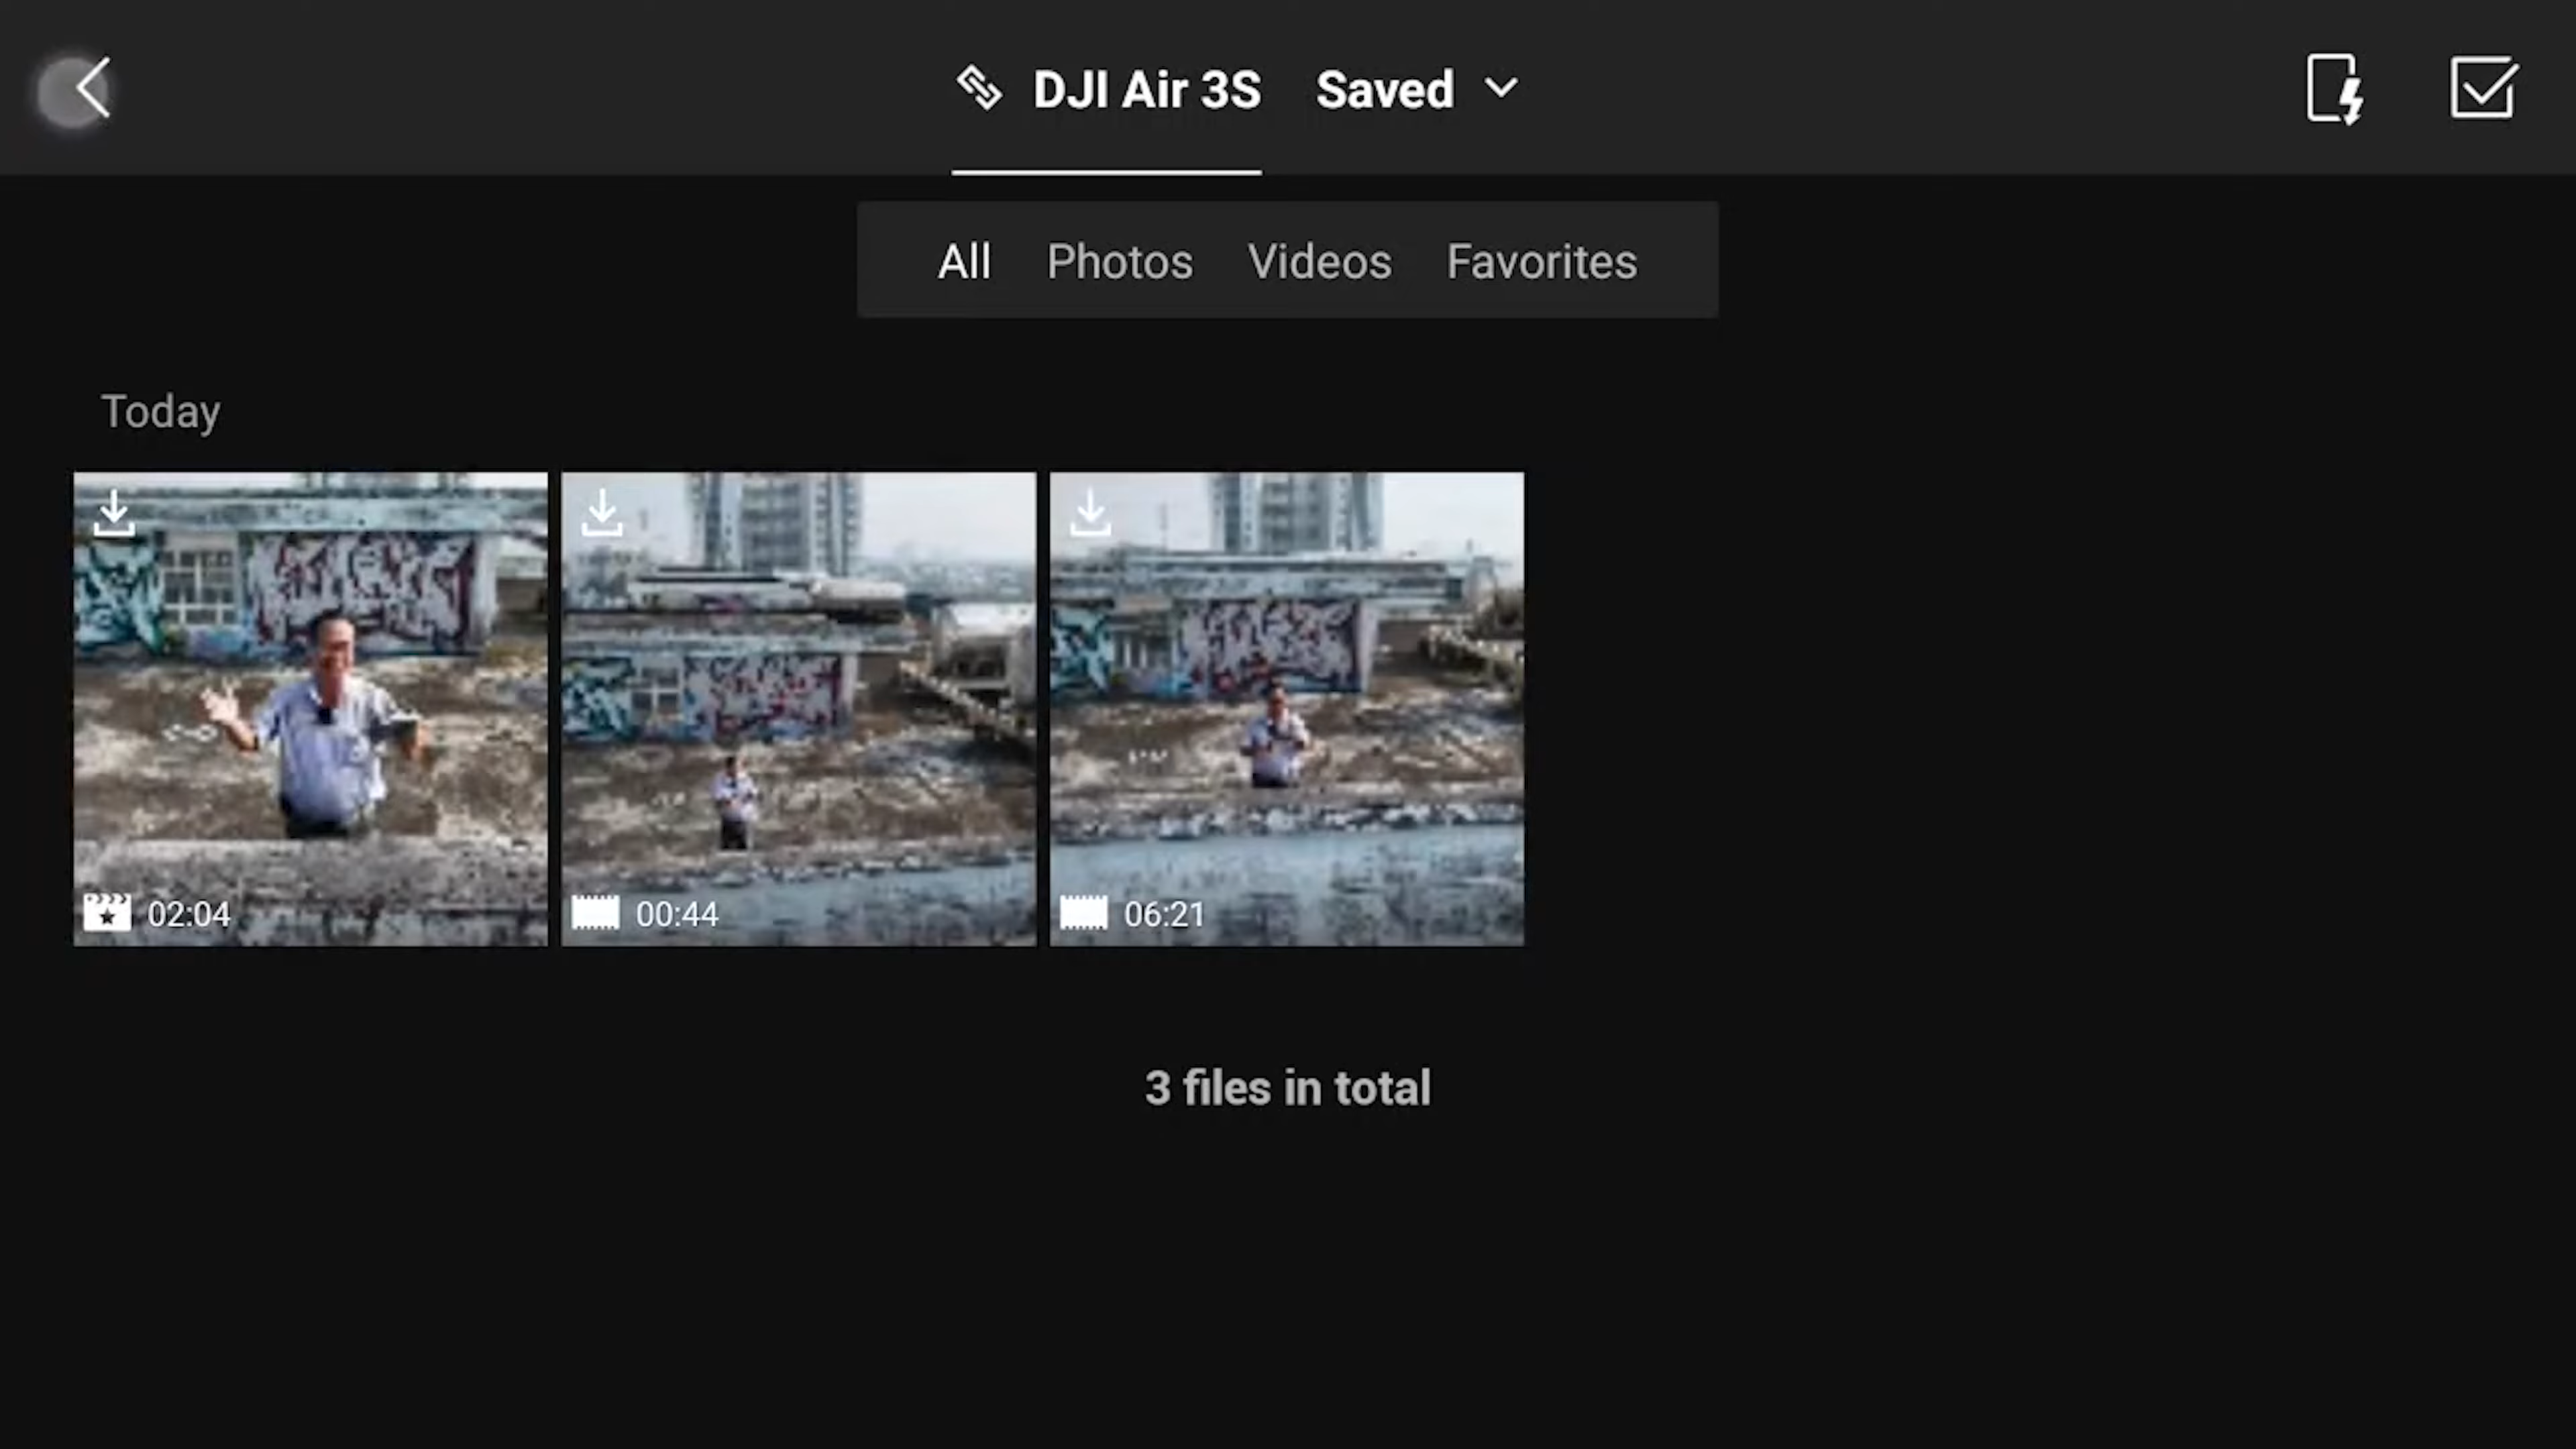 DJI Air 3S Saved
All Photos Videos Favorites
Today
02:04 00:44 06:21
3 files in total